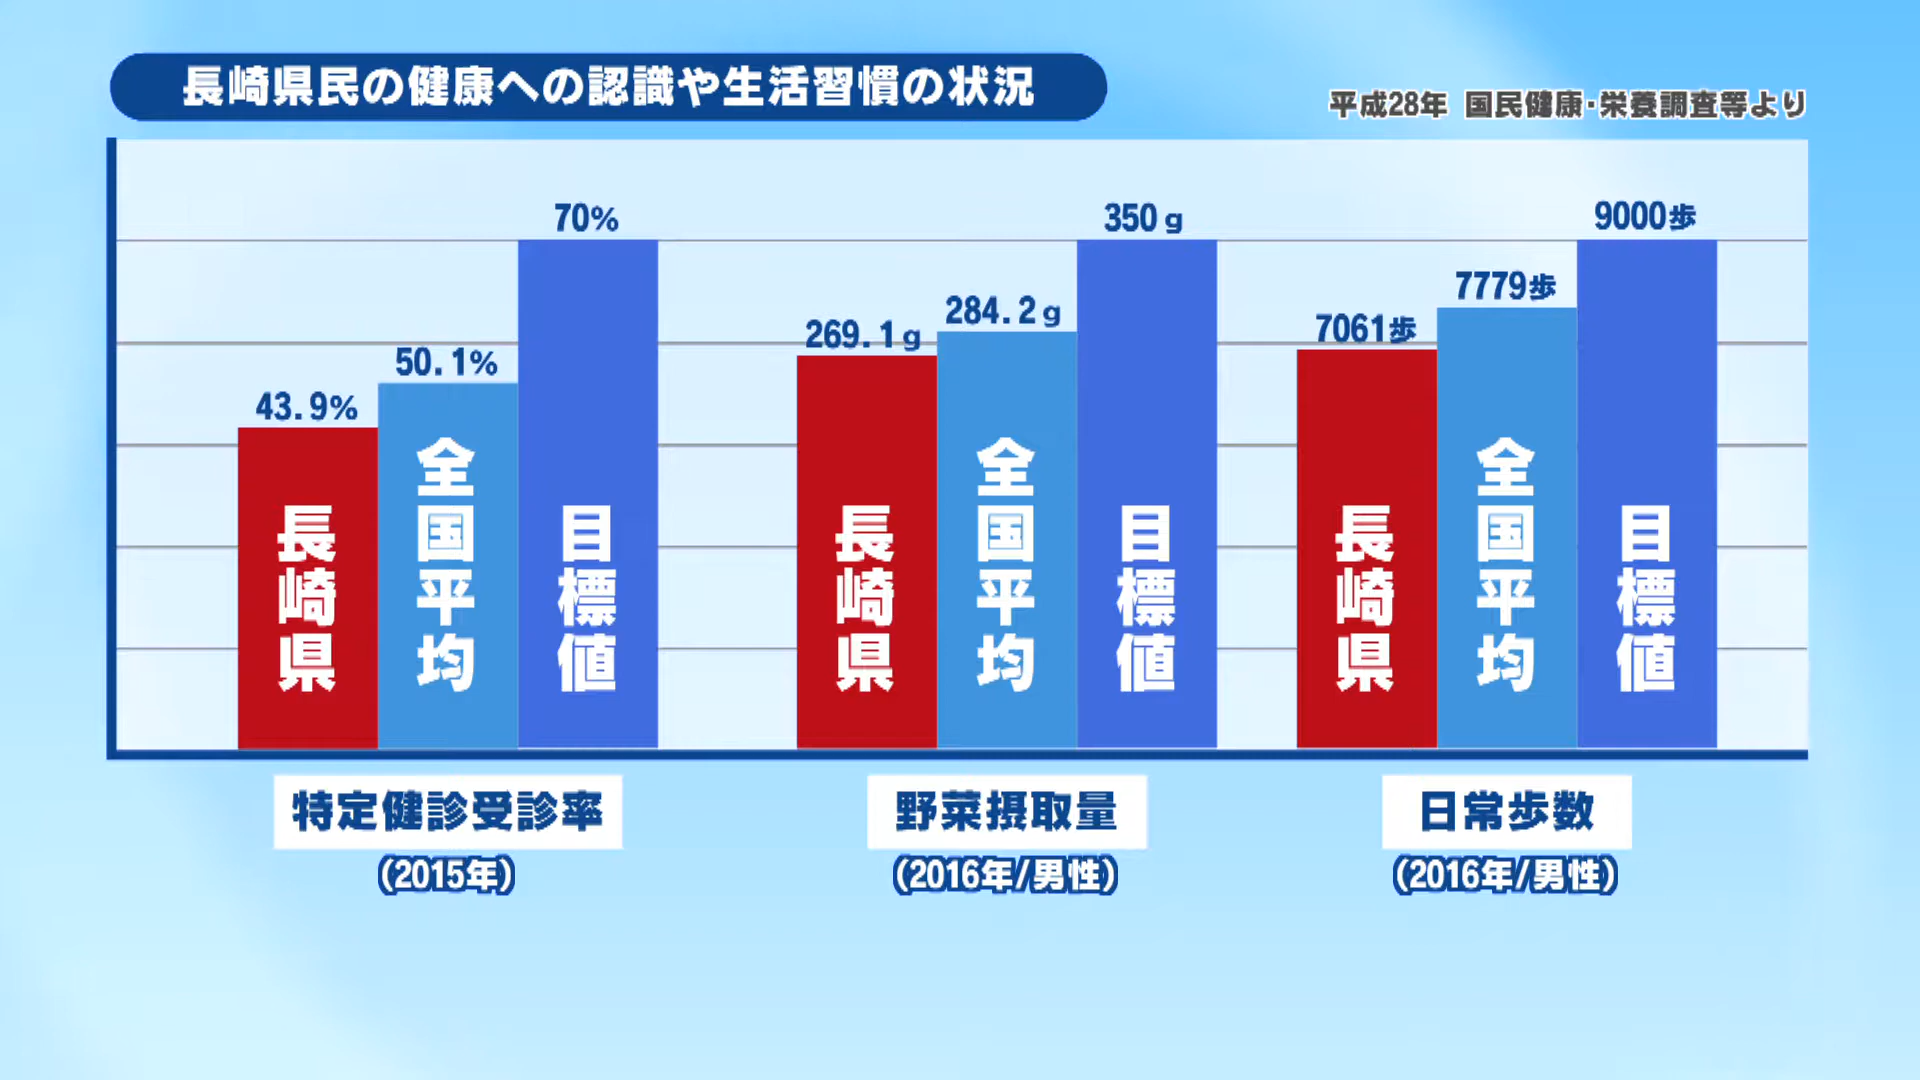 長崎県民の健康への認識や生活習慣の状況
平成28年 国民健康・栄養調査等より
43.9%
50.1%
70%
269.1g
284.2g
350g
7061歩
7779歩
9000歩
長崎県
全国平均
目標値
長崎県
全国平均
目標値
長崎県
全国平均
目標値
特定健診受診率
(2015年)
野菜摂取量
(2016年/男性)
日常歩数
(2016年/男性)